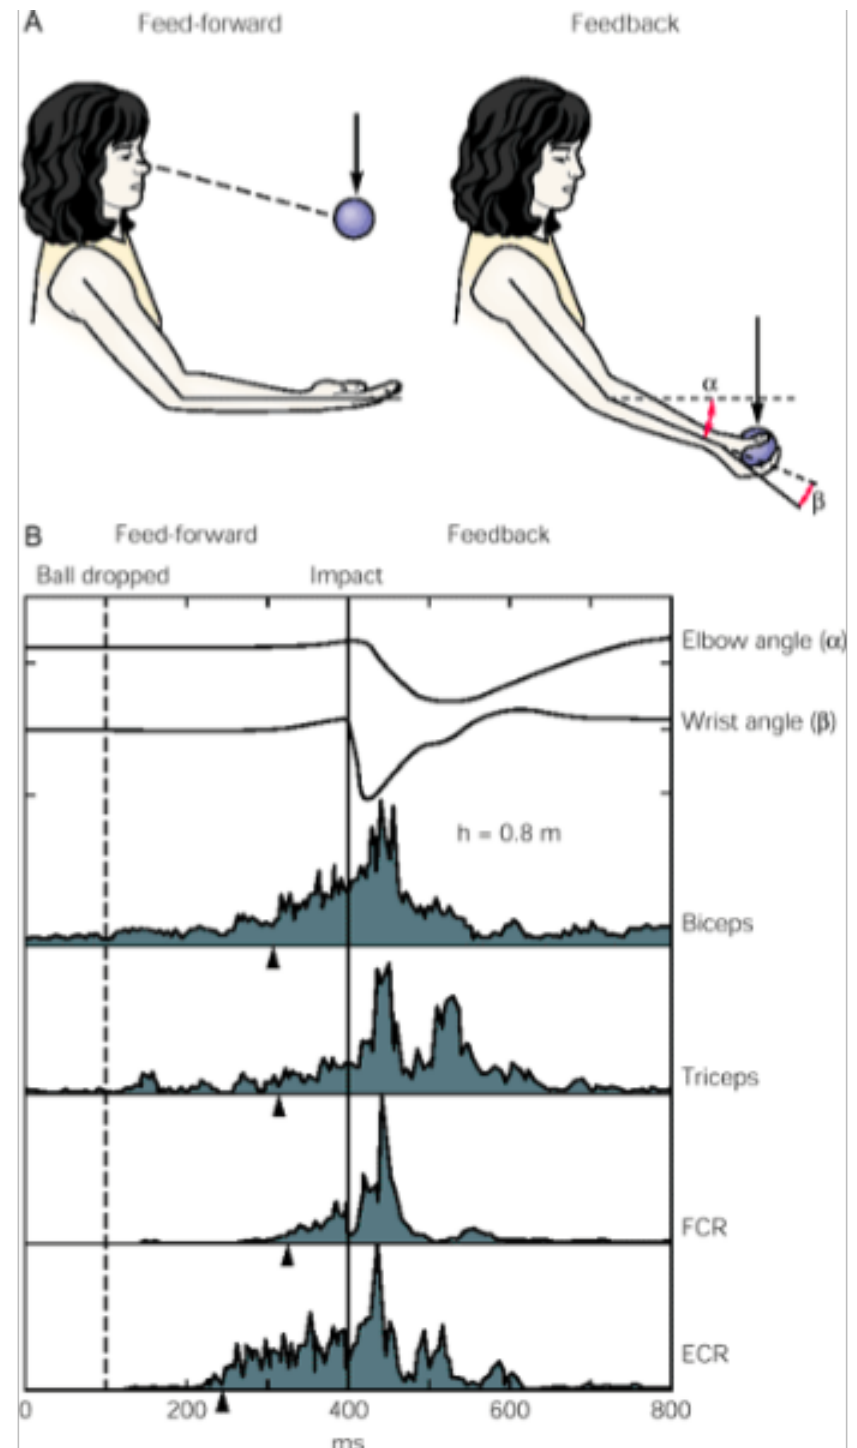 A Feed-forward Feedback
α
β
B Feed-forward Feedback
Ball dropped Impact
Elbow angle (α)
Wrist angle (β)
h = 0.8 m
Biceps
Triceps
FCR
ECR
0 200 400 600 800
ms